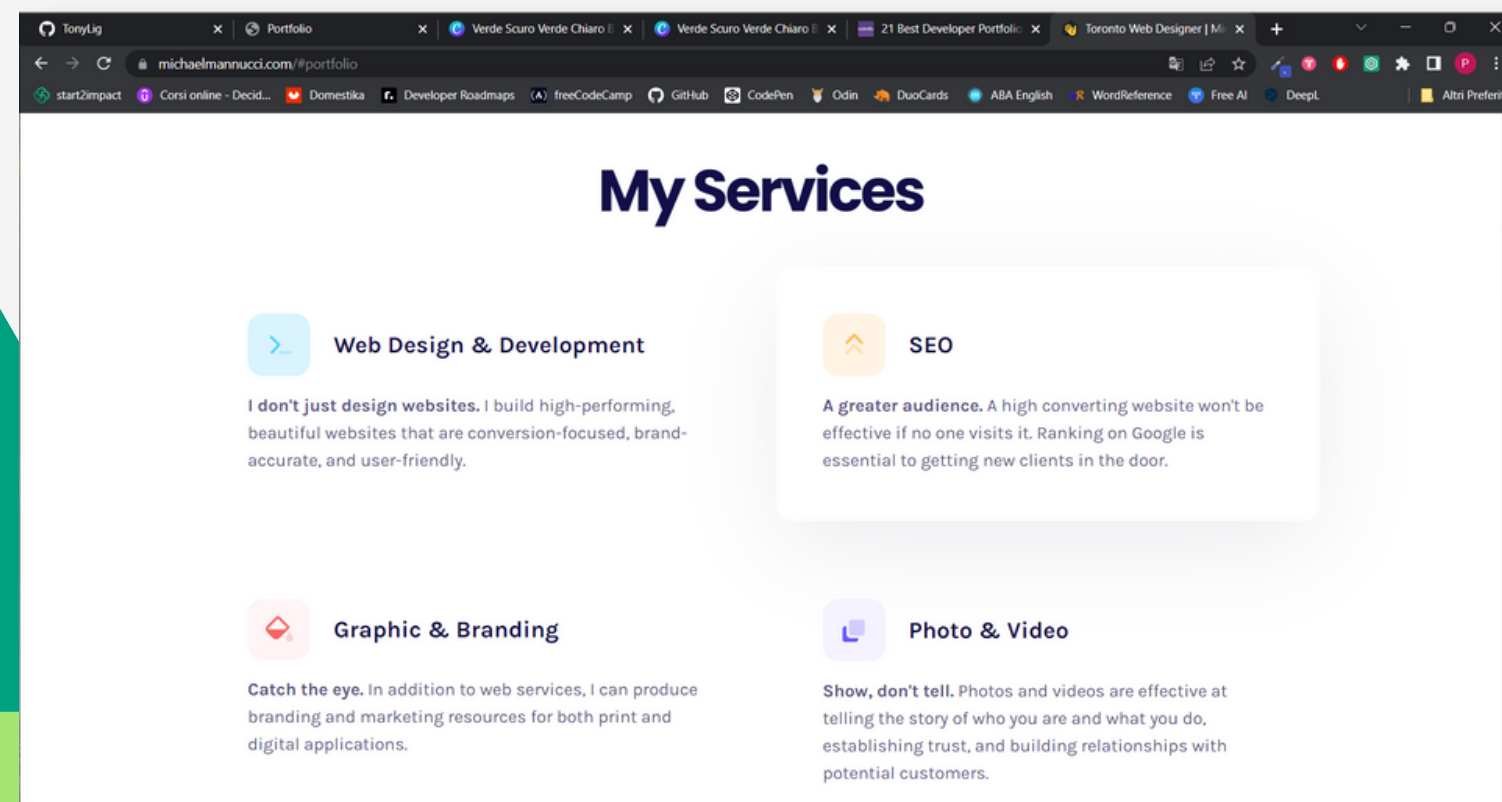 TonyLig Portfolio Verde Scuro Verde Chiaro B Verde Scuro Verde Chiaro B 21 Best Developer Portfolio Toronto Web Designer | Mic
michaelmannucci.com/#portfolio P
start2impact Corsi online - Decid... Domestika Developer Roadmaps freeCodeCamp GitHub CodePen Odin DuoCards ABA English WordReference Free AI DeepL Altri Preferit
My Services
Web Design & Development
I don't just design websites. I build high-performing,
beautiful websites that are conversion-focused, brand-
accurate, and user-friendly.
SEO
A greater audience. A high converting website won't be
effective if no one visits it. Ranking on Google is
essential to getting new clients in the door.
Graphic & Branding
Catch the eye. In addition to web services, I can produce
branding and marketing resources for both print and
digital applications.
Photo & Video
Show, don't tell. Photos and videos are effective at
telling the story of who you are and what you do,
establishing trust, and building relationships with
potential customers.